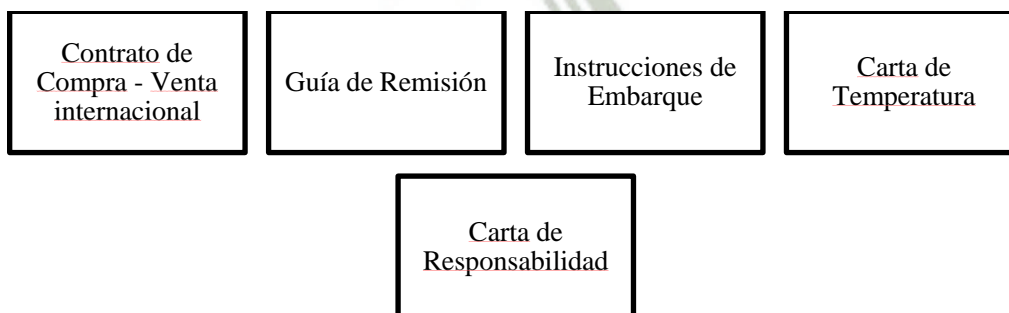 Contrato de
Compra - Venta
internacional
Guía de Remisión
Instrucciones de
Embarque
Carta de
Temperatura
Carta de
Responsabilidad